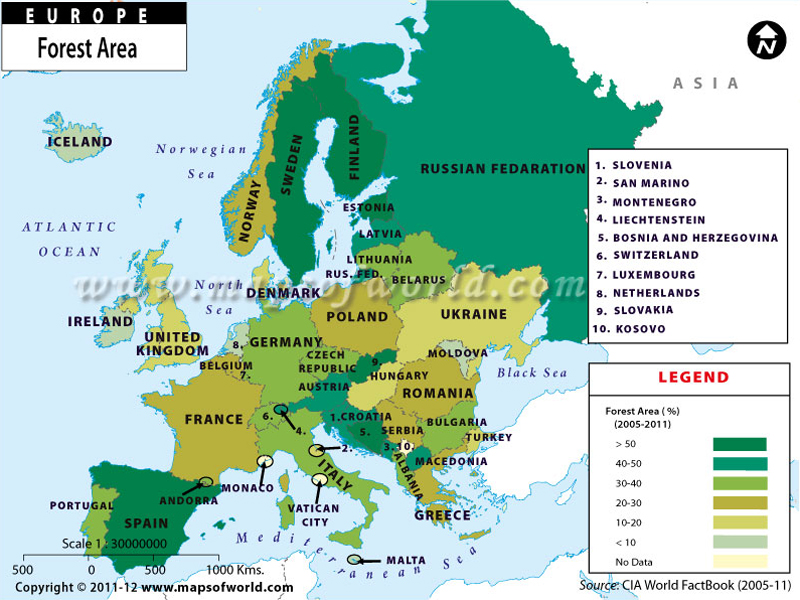 EUROPE
Forest Area
N
ASIA
ICELAND
Norwegian
Sea
FINLAND
SWEDEN
NORWAY
RUSSIAN FEDARATION
1. SLOVENIA
2. SAN MARINO
3. MONTENEGRO
4. LIECHTENSTEIN
5. BOSNIA AND HERZEGOVINA
6. SWITZERLAND
7. LUXEMBOURG
8. NETHERLANDS
9. SLOVAKIA
10. KOSOVO
ATLANTIC
OCEAN
ESTONIA
LATVIA
LITHUANIA
RUS. FED.
BELARUS
www.mapsofworld.com
North
Sea
DENMARK
IRELAND
UNITED
KINGDOM
8.
GERMANY
POLAND
UKRAINE
BELGIUM
7.
CZECH
REPUBLIC
9.
MOLDOVA
AUSTRIA
HUNGARY
ROMANIA
Black Sea
FRANCE
6.
4.
1.
CROATIA
5.
SERBIA
BULGARIA
2.
3.
10.
TURKEY
ITALY
ALBANIA
MACEDONIA
MONACO
ANDORRA
PORTUGAL
SPAIN
VATICAN
CITY
GREECE
Mediterranean Sea
MALTA
LEGEND
Forest Area ( %)
(2005-2011)
> 50
40-50
30-40
20-30
10-20
< 10
No Data
Scale 1 : 30000000
500 0 500 1000 Kms.
Copyright © 2011-12 www.mapsofworld.com
Source: CIA World FactBook (2005-11)